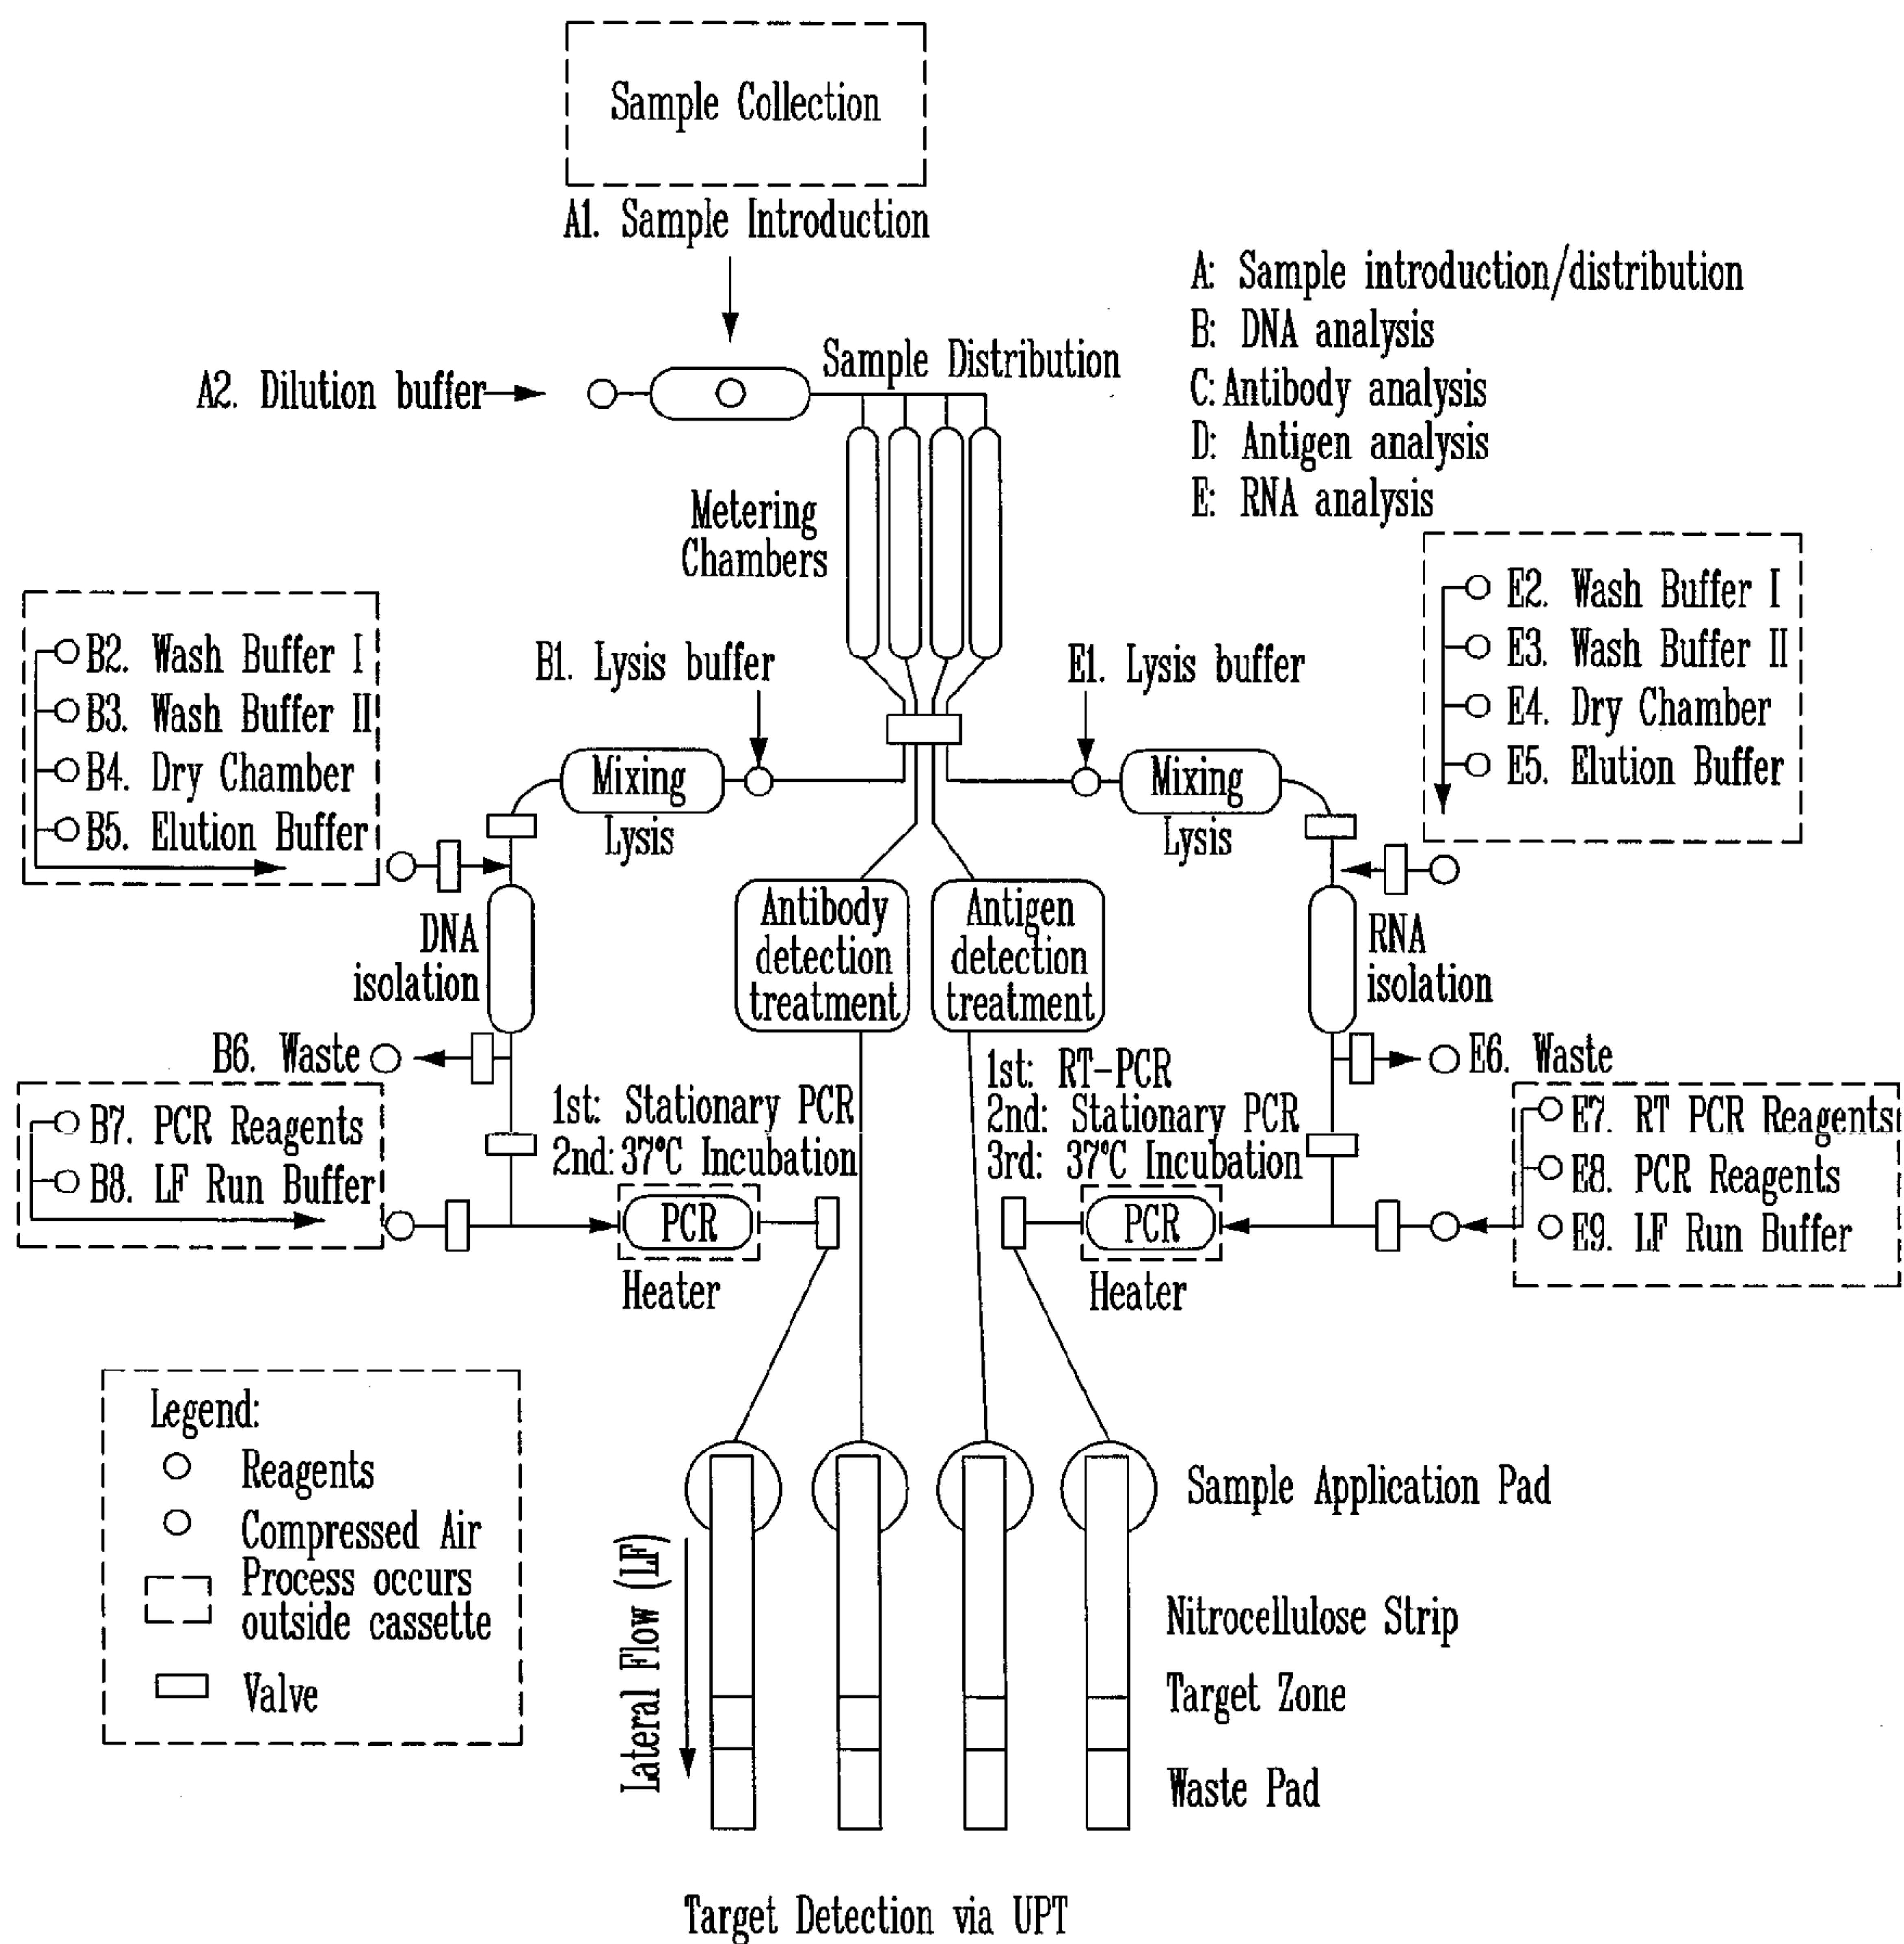 Sample Collection
A1. Sample Introduction
A: Sample introduction/distribution
B: DNA analysis
C: Antibody analysis
D: Antigen analysis
E: RNA analysis
A2. Dilution buffer
Sample Distribution
Metering
Chambers
B2. Wash Buffer I
B3. Wash Buffer II
B4. Dry Chamber
B5. Elution Buffer
B1. Lysis buffer
E1. Lysis buffer
E2. Wash Buffer I
E3. Wash Buffer II
E4. Dry Chamber
E5. Elution Buffer
Mixing
Lysis
Mixing
Lysis
DNA
isolation
Antibody
detection
treatment
Antigen
detection
treatment
RNA
isolation
B6. Waste
E6. Waste
B7. PCR Reagents
B8. LF Run Buffer
1st: Stationary PCR
2nd: 37°C Incubation
1st: RT-PCR
2nd: Stationary PCR
3rd: 37°C Incubation
E7. RT PCR Reagents
E8. PCR Reagents
E9. LF Run Buffer
PCR
Heater
PCR
Heater
Legend:
Reagents
Compressed Air
Process occurs
outside cassette
Valve
Lateral Flow (LF)
Sample Application Pad
Nitrocellulose Strip
Target Zone
Waste Pad
Target Detection via UPT